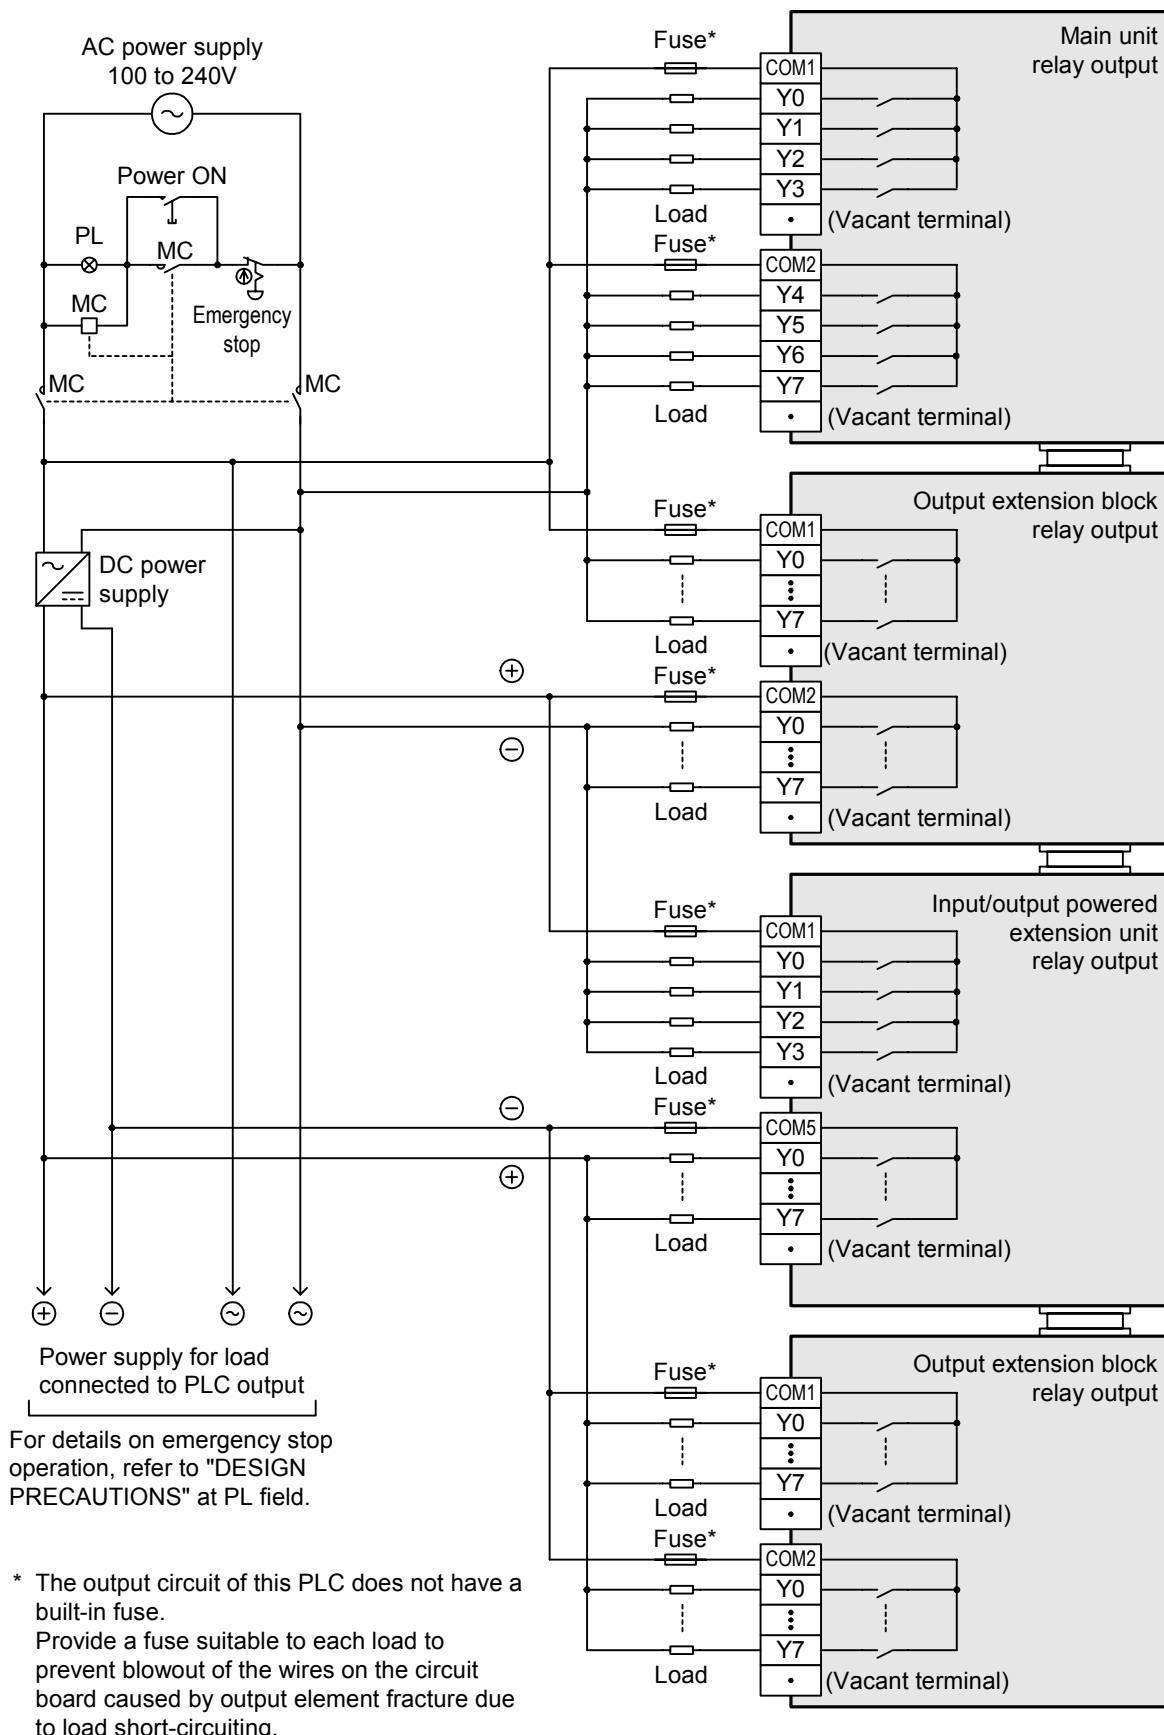 AC power supply
100 to 240V
Power ON
PL
MC
MC
Emergency
stop
MC
MC
DC power
supply
⊕
⊖
⊖
⊕
⊕
⊖
Power supply for load
connected to PLC output
For details on emergency stop
operation, refer to "DESIGN
PRECAUTIONS" at PL field.
* The output circuit of this PLC does not have a
built-in fuse.
Provide a fuse suitable to each load to
prevent blowout of the wires on the circuit
board caused by output element fracture due
to load short-circuiting.
Main unit
relay output
Fuse*
COM1
Y0
Y1
Y2
Y3
Load
(Vacant terminal)
Fuse*
COM2
Y4
Y5
Y6
Y7
Load
(Vacant terminal)
Output extension block
relay output
Fuse*
COM1
Y0
Y7
Load
(Vacant terminal)
Fuse*
COM2
Y0
Y7
Load
(Vacant terminal)
Input/output powered
extension unit
relay output
Fuse*
COM1
Y0
Y1
Y2
Y3
Load
(Vacant terminal)
Fuse*
COM5
Y0
Y7
Load
(Vacant terminal)
Output extension block
relay output
Fuse*
COM1
Y0
Y7
Load
(Vacant terminal)
Fuse*
COM2
Y0
Y7
Load
(Vacant terminal)